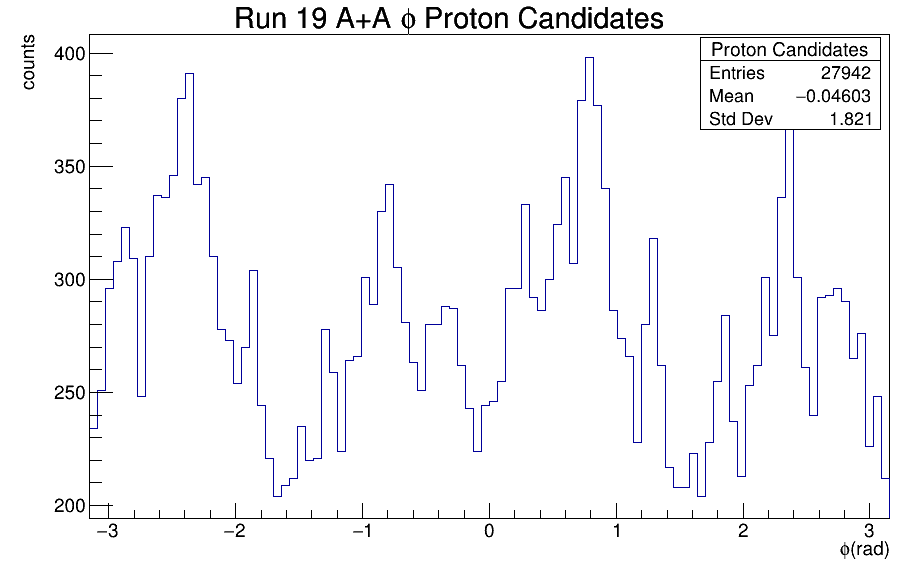 Run 19 A+A ϕ Proton Candidates
counts
Proton Candidates
Entries 27942
Mean −0.04603
Std Dev 1.821
400
350
300
250
200
−3 −2 −1 0 1 2 3
ϕ(rad)